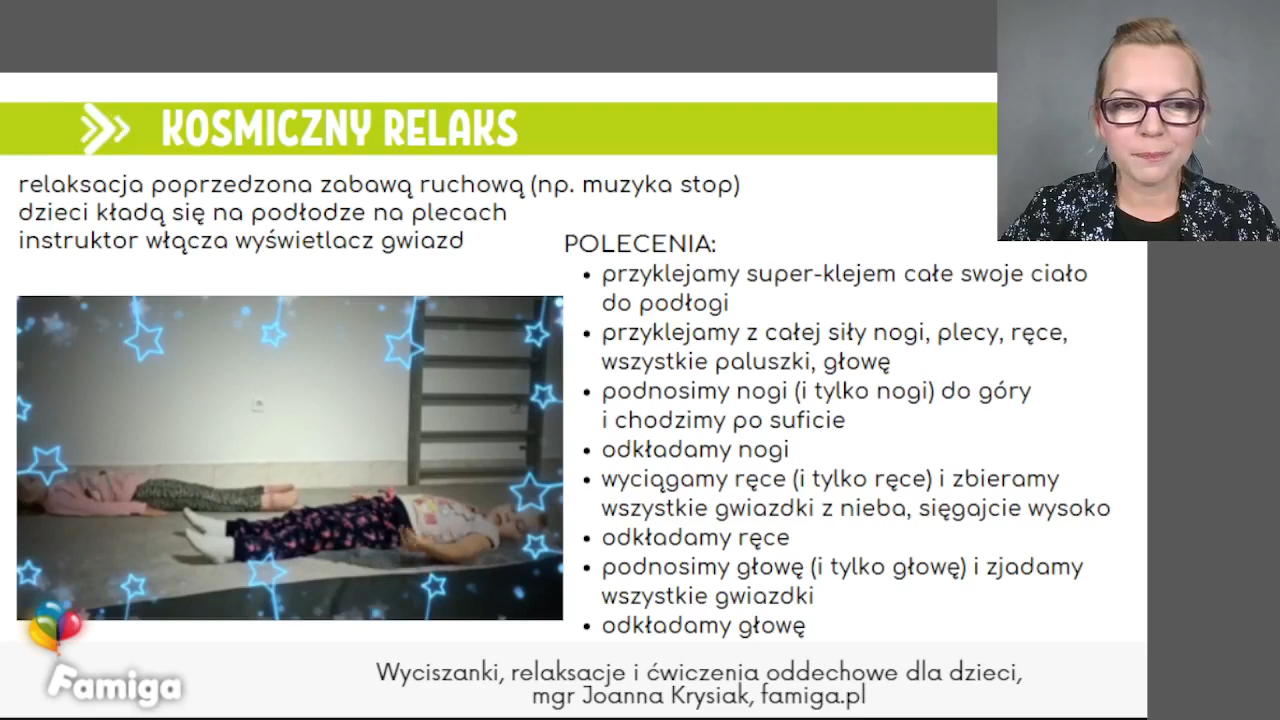 KOSMICZNY RELAKS
relaksacja poprzedzona zabawą ruchową (np. muzyka stop)
dzieci kładą się na podłodze na plecach
instruktor włącza wyświetlacz gwiazd
POLECENIA:
• przyklejamy super-klejem całe swoje ciało
do podłogi
• przyklejamy z całej siły nogi, plecy, ręce,
wszystkie paluszki, głowę
• podnosimy nogi (i tylko nogi) do góry
i chodzimy po suficie
• odkładamy nogi
• wyciągamy ręce (i tylko ręce) i zbieramy
wszystkie gwiazdki z nieba, sięgajcie wysoko
• odkładamy ręce
• podnosimy głowę (i tylko głowę) i zjadamy
wszystkie gwiazdki
• odkładamy głowę
Famiga
Wyciszanki, relaksacje i ćwiczenia oddechowe dla dzieci,
mgr Joanna Krysiak, famiga.pl